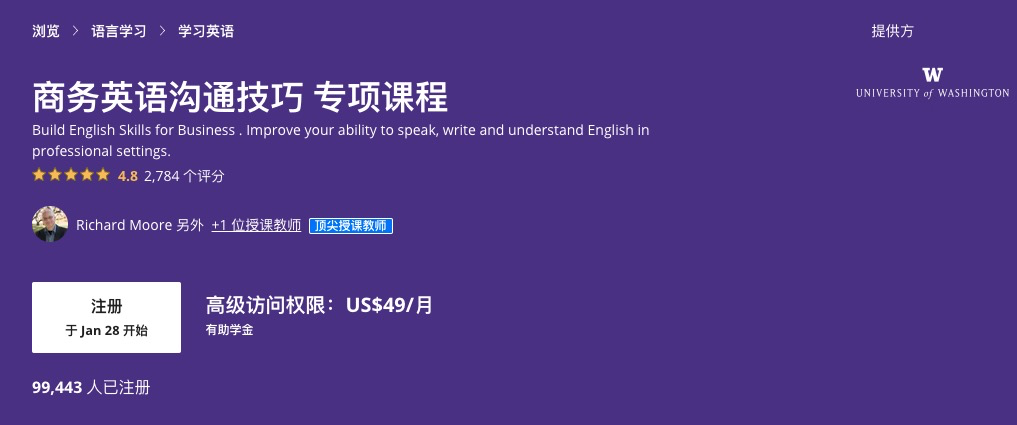 浏览 > 语言学习 > 学习英语
提供方
W
UNIVERSITY of WASHINGTON
商务英语沟通技巧 专项课程
Build English Skills for Business . Improve your ability to speak, write and understand English in
professional settings.
4.8 2,784 个评分
Richard Moore 另外 +1 位授课教师 顶尖授课教师
注册
于 Jan 28 开始
高级访问权限：US$49/月
有助学金
99,443 人已注册